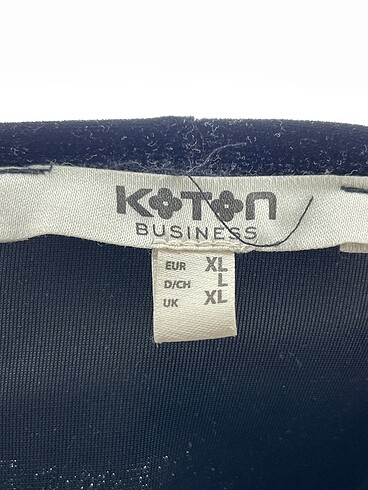 KOTON
BUSINESS
EUR XL
D/CH L
UK XL